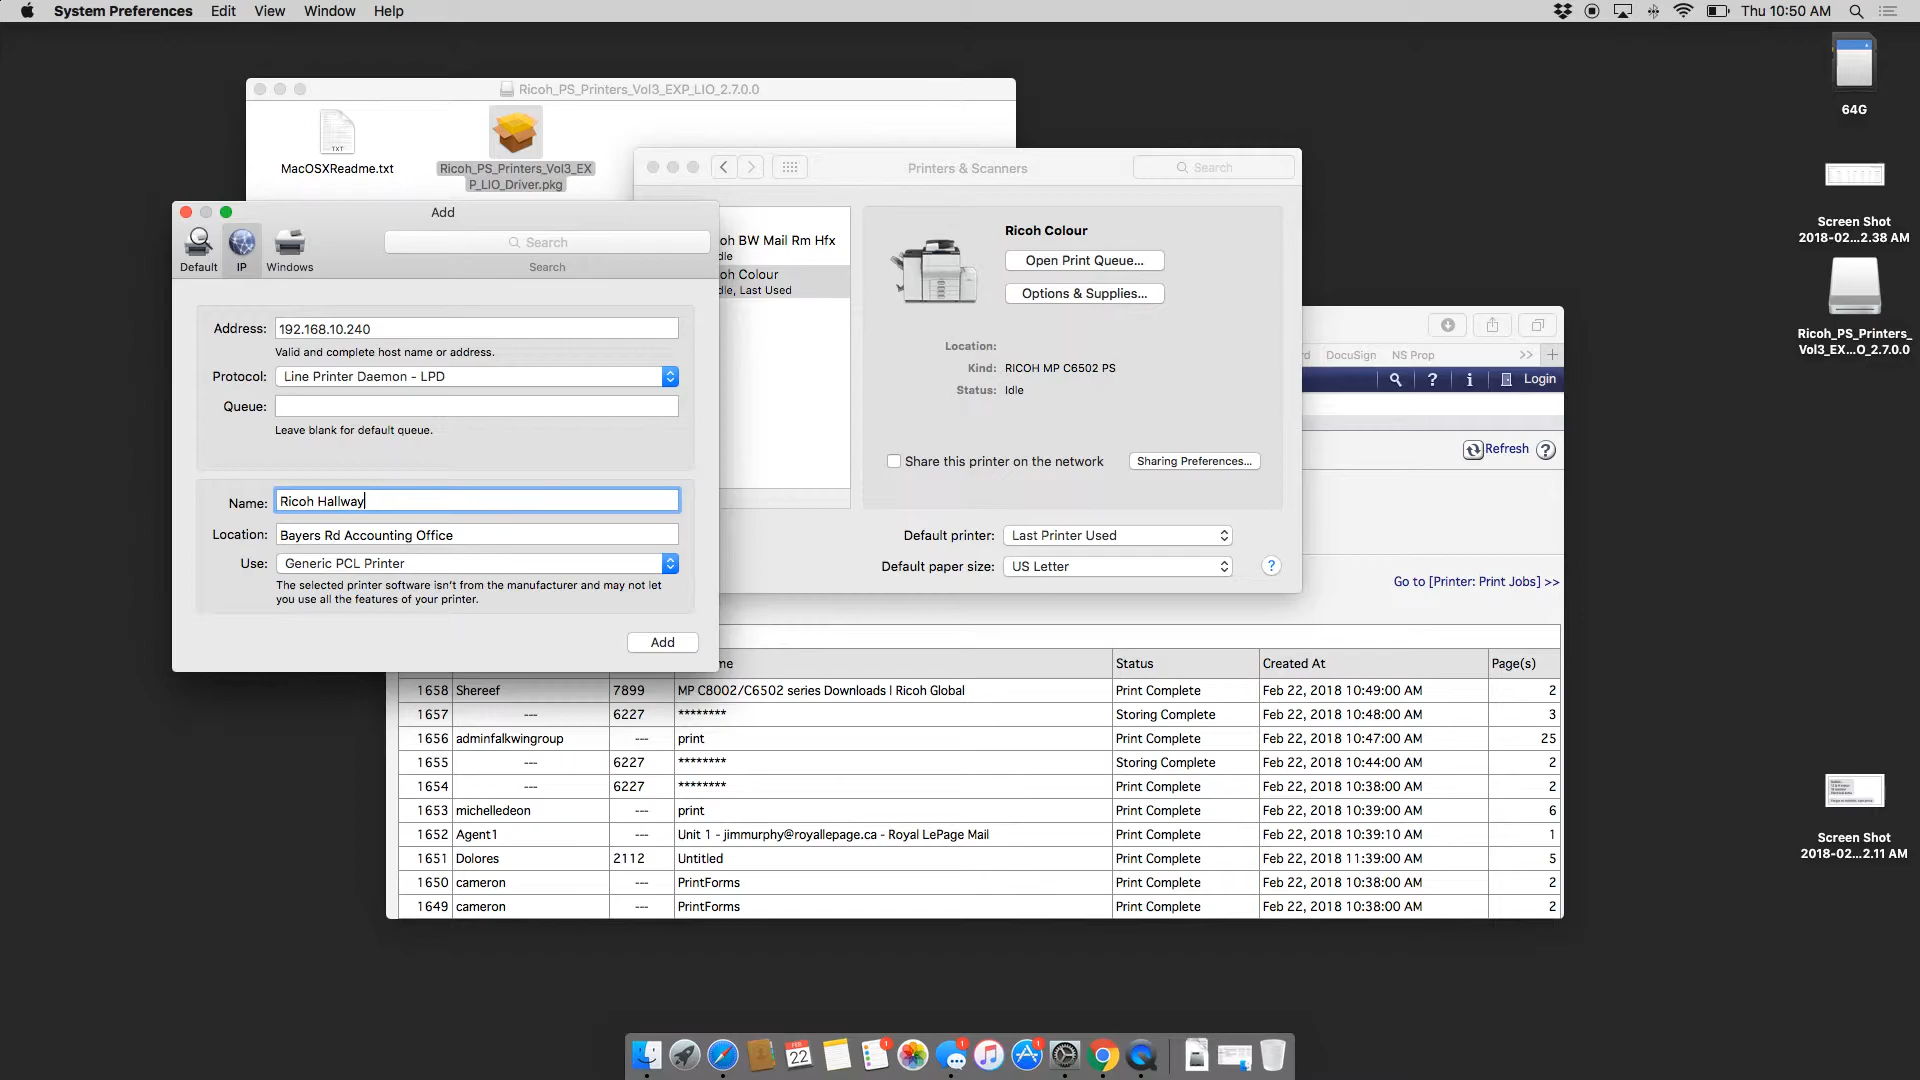 System Preferences Edit View Window Help
Thu 10:50 AM
Ricoh_PS_Printers_Vol3_EXP_LIO_2.7.0.0
TXT
MacOSXReadme.txt
Ricoh_PS_Printers_Vol3_EX
P_LIO_Driver.pkg
Printers & Scanners
Search
Add
Default
IP
Windows
Search
Search
Address: 192.168.10.240
Valid and complete host name or address.
Protocol: Line Printer Daemon - LPD
Queue:
Leave blank for default queue.
Name: Ricoh Hallway
Location: Bayers Rd Accounting Office
Use: Generic PCL Printer
The selected printer software isn't from the manufacturer and may not let
you use all the features of your printer.
Add
oh BW Mail Rm Hfx
dle
oh Colour
dle, Last Used
Ricoh Colour
Open Print Queue...
Options & Supplies...
Location:
Kind: RICOH MP C6502 PS
Status: Idle
Share this printer on the network
Sharing Preferences...
Default printer: Last Printer Used
Default paper size: US Letter
?
rd DocuSign NS Prop >> +
? i Login
Refresh ?
Go to [Printer: Print Jobs] >>
me Status Created At Page(s)
1658 Shereef 7899 MP C8002/C6502 series Downloads | Ricoh Global Print Complete Feb 22, 2018 10:49:00 AM 2
1657 --- 6227 ******** Storing Complete Feb 22, 2018 10:48:00 AM 3
1656 adminfalkwingroup --- print Print Complete Feb 22, 2018 10:47:00 AM 25
1655 --- 6227 ******** Storing Complete Feb 22, 2018 10:44:00 AM 2
1654 --- 6227 ******** Print Complete Feb 22, 2018 10:38:00 AM 2
1653 michelledeon --- print Print Complete Feb 22, 2018 10:39:00 AM 6
1652 Agent1 --- Unit 1 - jimmurphy@royallepage.ca - Royal LePage Mail Print Complete Feb 22, 2018 10:39:10 AM 1
1651 Dolores 2112 Untitled Print Complete Feb 22, 2018 11:39:00 AM 5
1650 cameron --- PrintForms Print Complete Feb 22, 2018 10:38:00 AM 2
1649 cameron --- PrintForms Print Complete Feb 22, 2018 10:38:00 AM 2
64G
Screen Shot
2018-02...2.38 AM
Ricoh_PS_Printers_
Vol3_EX...O_2.7.0.0
Screen Shot
2018-02...2.11 AM
FEB
22
1
1
1